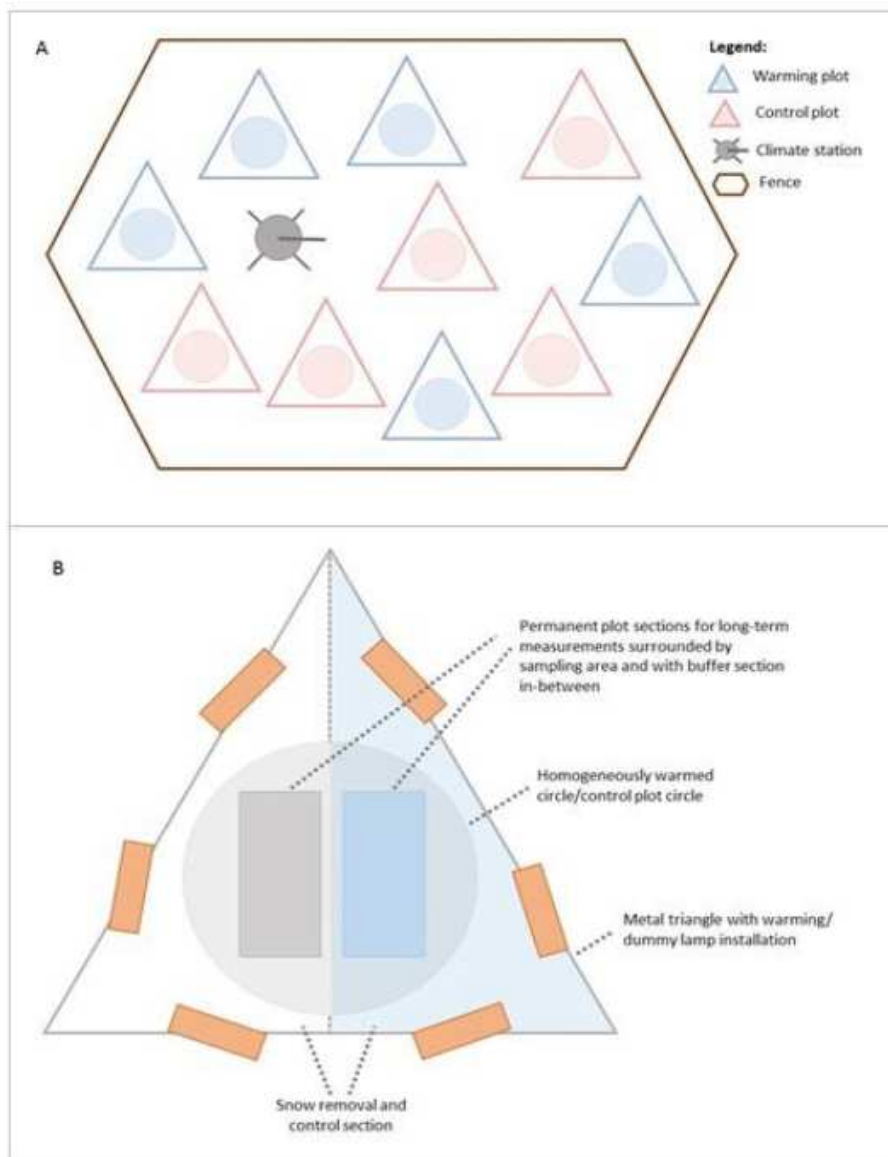 A
Legend:
Warming plot
Control plot
Climate station
Fence
B
Permanent plot sections for long-term
measurements surrounded by
sampling area and with buffer section
in-between
Homogeneously warmed
circle/control plot circle
Metal triangle with warming/
dummy lamp installation
Snow removal and
control section